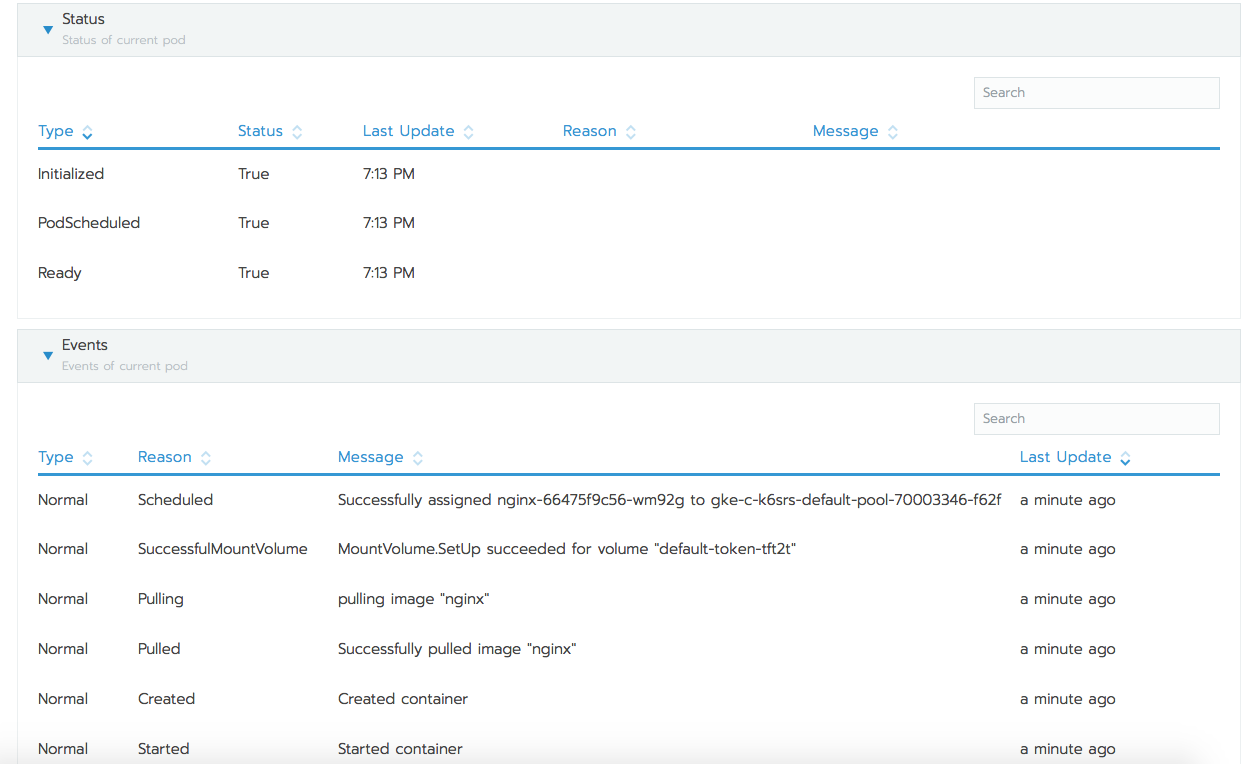 Status
Status of current pod
Search
Type Status Last Update Reason Message
Initialized True 7:13 PM
PodScheduled True 7:13 PM
Ready True 7:13 PM
Events
Events of current pod
Search
Type Reason Message Last Update
Normal Scheduled Successfully assigned nginx-66475f9c56-wm92g to gke-c-k6srs-default-pool-70003346-f62f a minute ago
Normal SuccessfulMountVolume MountVolume.SetUp succeeded for volume "default-token-tft2t" a minute ago
Normal Pulling pulling image "nginx" a minute ago
Normal Pulled Successfully pulled image "nginx" a minute ago
Normal Created Created container a minute ago
Normal Started Started container a minute ago